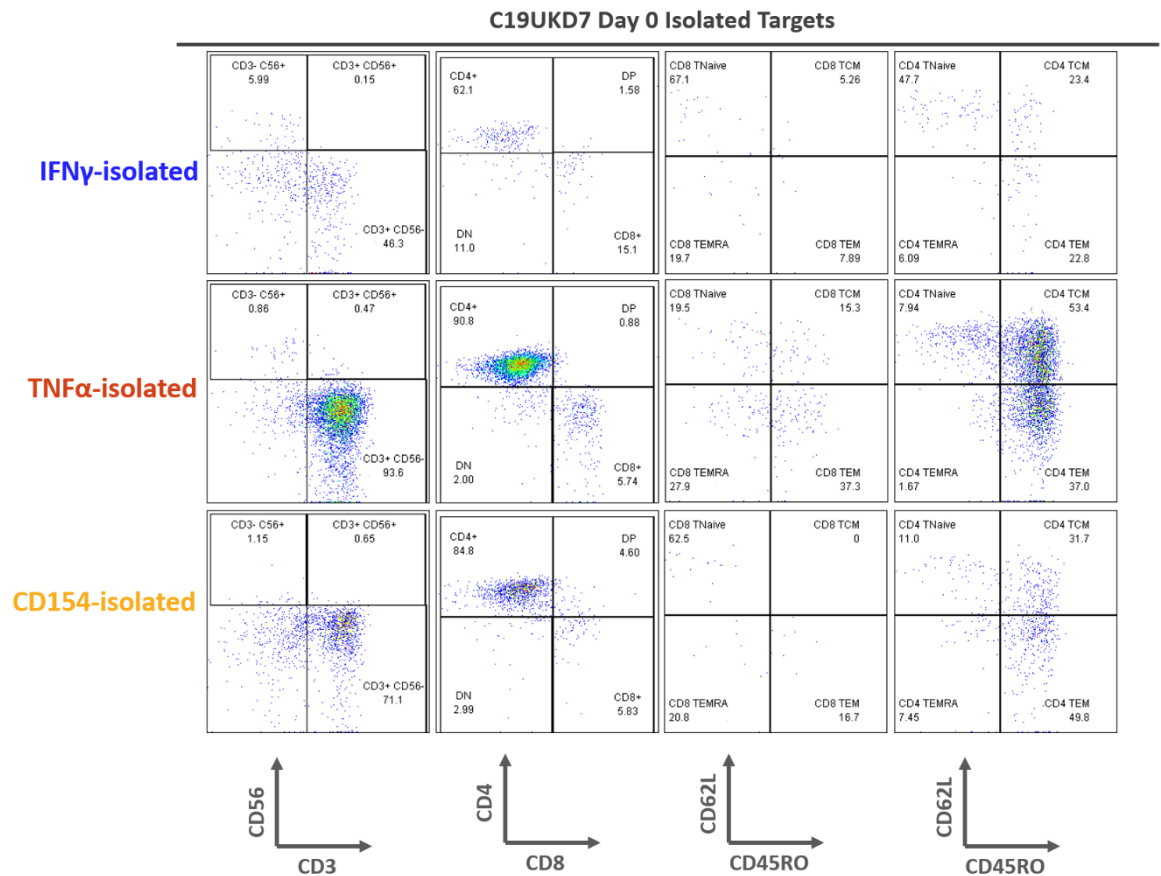 C19UKD7 Day 0 Isolated Targets
IFNγ-isolated
CD3- C56+
5.99
CD3+ CD56+
0.15
CD3+ CD56-
46.3
CD4+
62.1
DP
1.58
DN
11.0
CD8+
15.1
CD8 TNaive
67.1
CD8 TCM
5.26
CD8 TEMRA
19.7
CD8 TEM
7.89
CD4 TNaive
47.7
CD4 TCM
23.4
CD4 TEMRA
6.09
CD4 TEM
22.8
TNFα-isolated
CD3- C56+
0.86
CD3+ CD56+
0.47
CD3+ CD56-
93.6
CD4+
90.8
DP
0.88
DN
2.00
CD8+
5.74
CD8 TNaive
19.5
CD8 TCM
15.3
CD8 TEMRA
27.9
CD8 TEM
37.3
CD4 TNaive
7.94
CD4 TCM
53.4
CD4 TEMRA
1.67
CD4 TEM
37.0
CD154-isolated
CD3- C56+
1.15
CD3+ CD56+
0.65
CD3+ CD56-
71.1
CD4+
84.8
DP
4.60
DN
2.99
CD8+
5.83
CD8 TNaive
62.5
CD8 TCM
0
CD8 TEMRA
20.8
CD8 TEM
16.7
CD4 TNaive
11.0
CD4 TCM
31.7
CD4 TEMRA
7.45
CD4 TEM
49.8
CD56
CD3
CD4
CD8
CD62L
CD45RO
CD62L
CD45RO